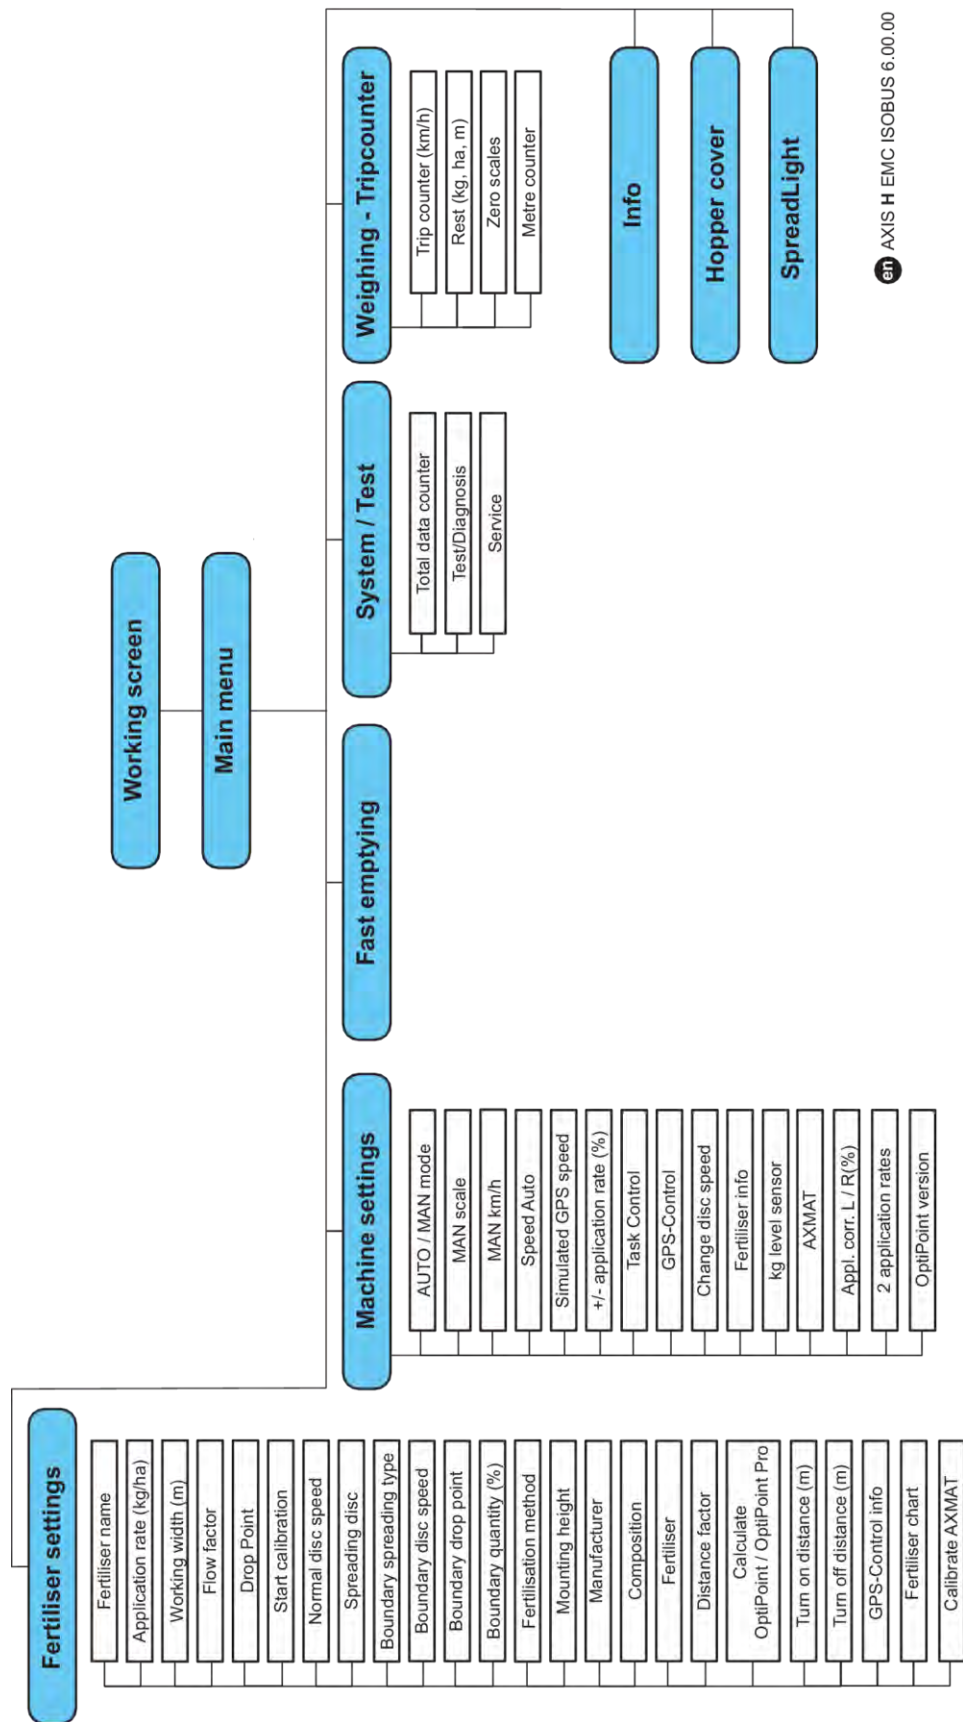 Working screen
Main menu
Fertiliser settings
Fertiliser name
Application rate (kg/ha)
Working width (m)
Flow factor
Drop Point
Start calibration
Normal disc speed
Spreading disc
Boundary spreading type
Boundary disc speed
Boundary drop point
Boundary quantity (%)
Fertilisation method
Mounting height
Manufacturer
Composition
Fertiliser
Distance factor
Calculate
OptiPoint / OptiPoint Pro
Turn on distance (m)
Turn off distance (m)
GPS-Control info
Fertiliser chart
Calibrate AXMAT
Machine settings
AUTO / MAN mode
MAN scale
MAN km/h
Speed Auto
Simulated GPS speed
+/- application rate (%)
Task Control
GPS-Control
Change disc speed
Fertiliser info
kg level sensor
AXMAT
Appl. corr. L / R(%)
2 application rates
OptiPoint version
Fast emptying
System / Test
Total data counter
Test/Diagnosis
Service
Weighing - Tripcounter
Trip counter (km/h)
Rest (kg, ha, m)
Zero scales
Metre counter
Info
Hopper cover
SpreadLight
en AXIS H EMC ISOBUS 6.00.00